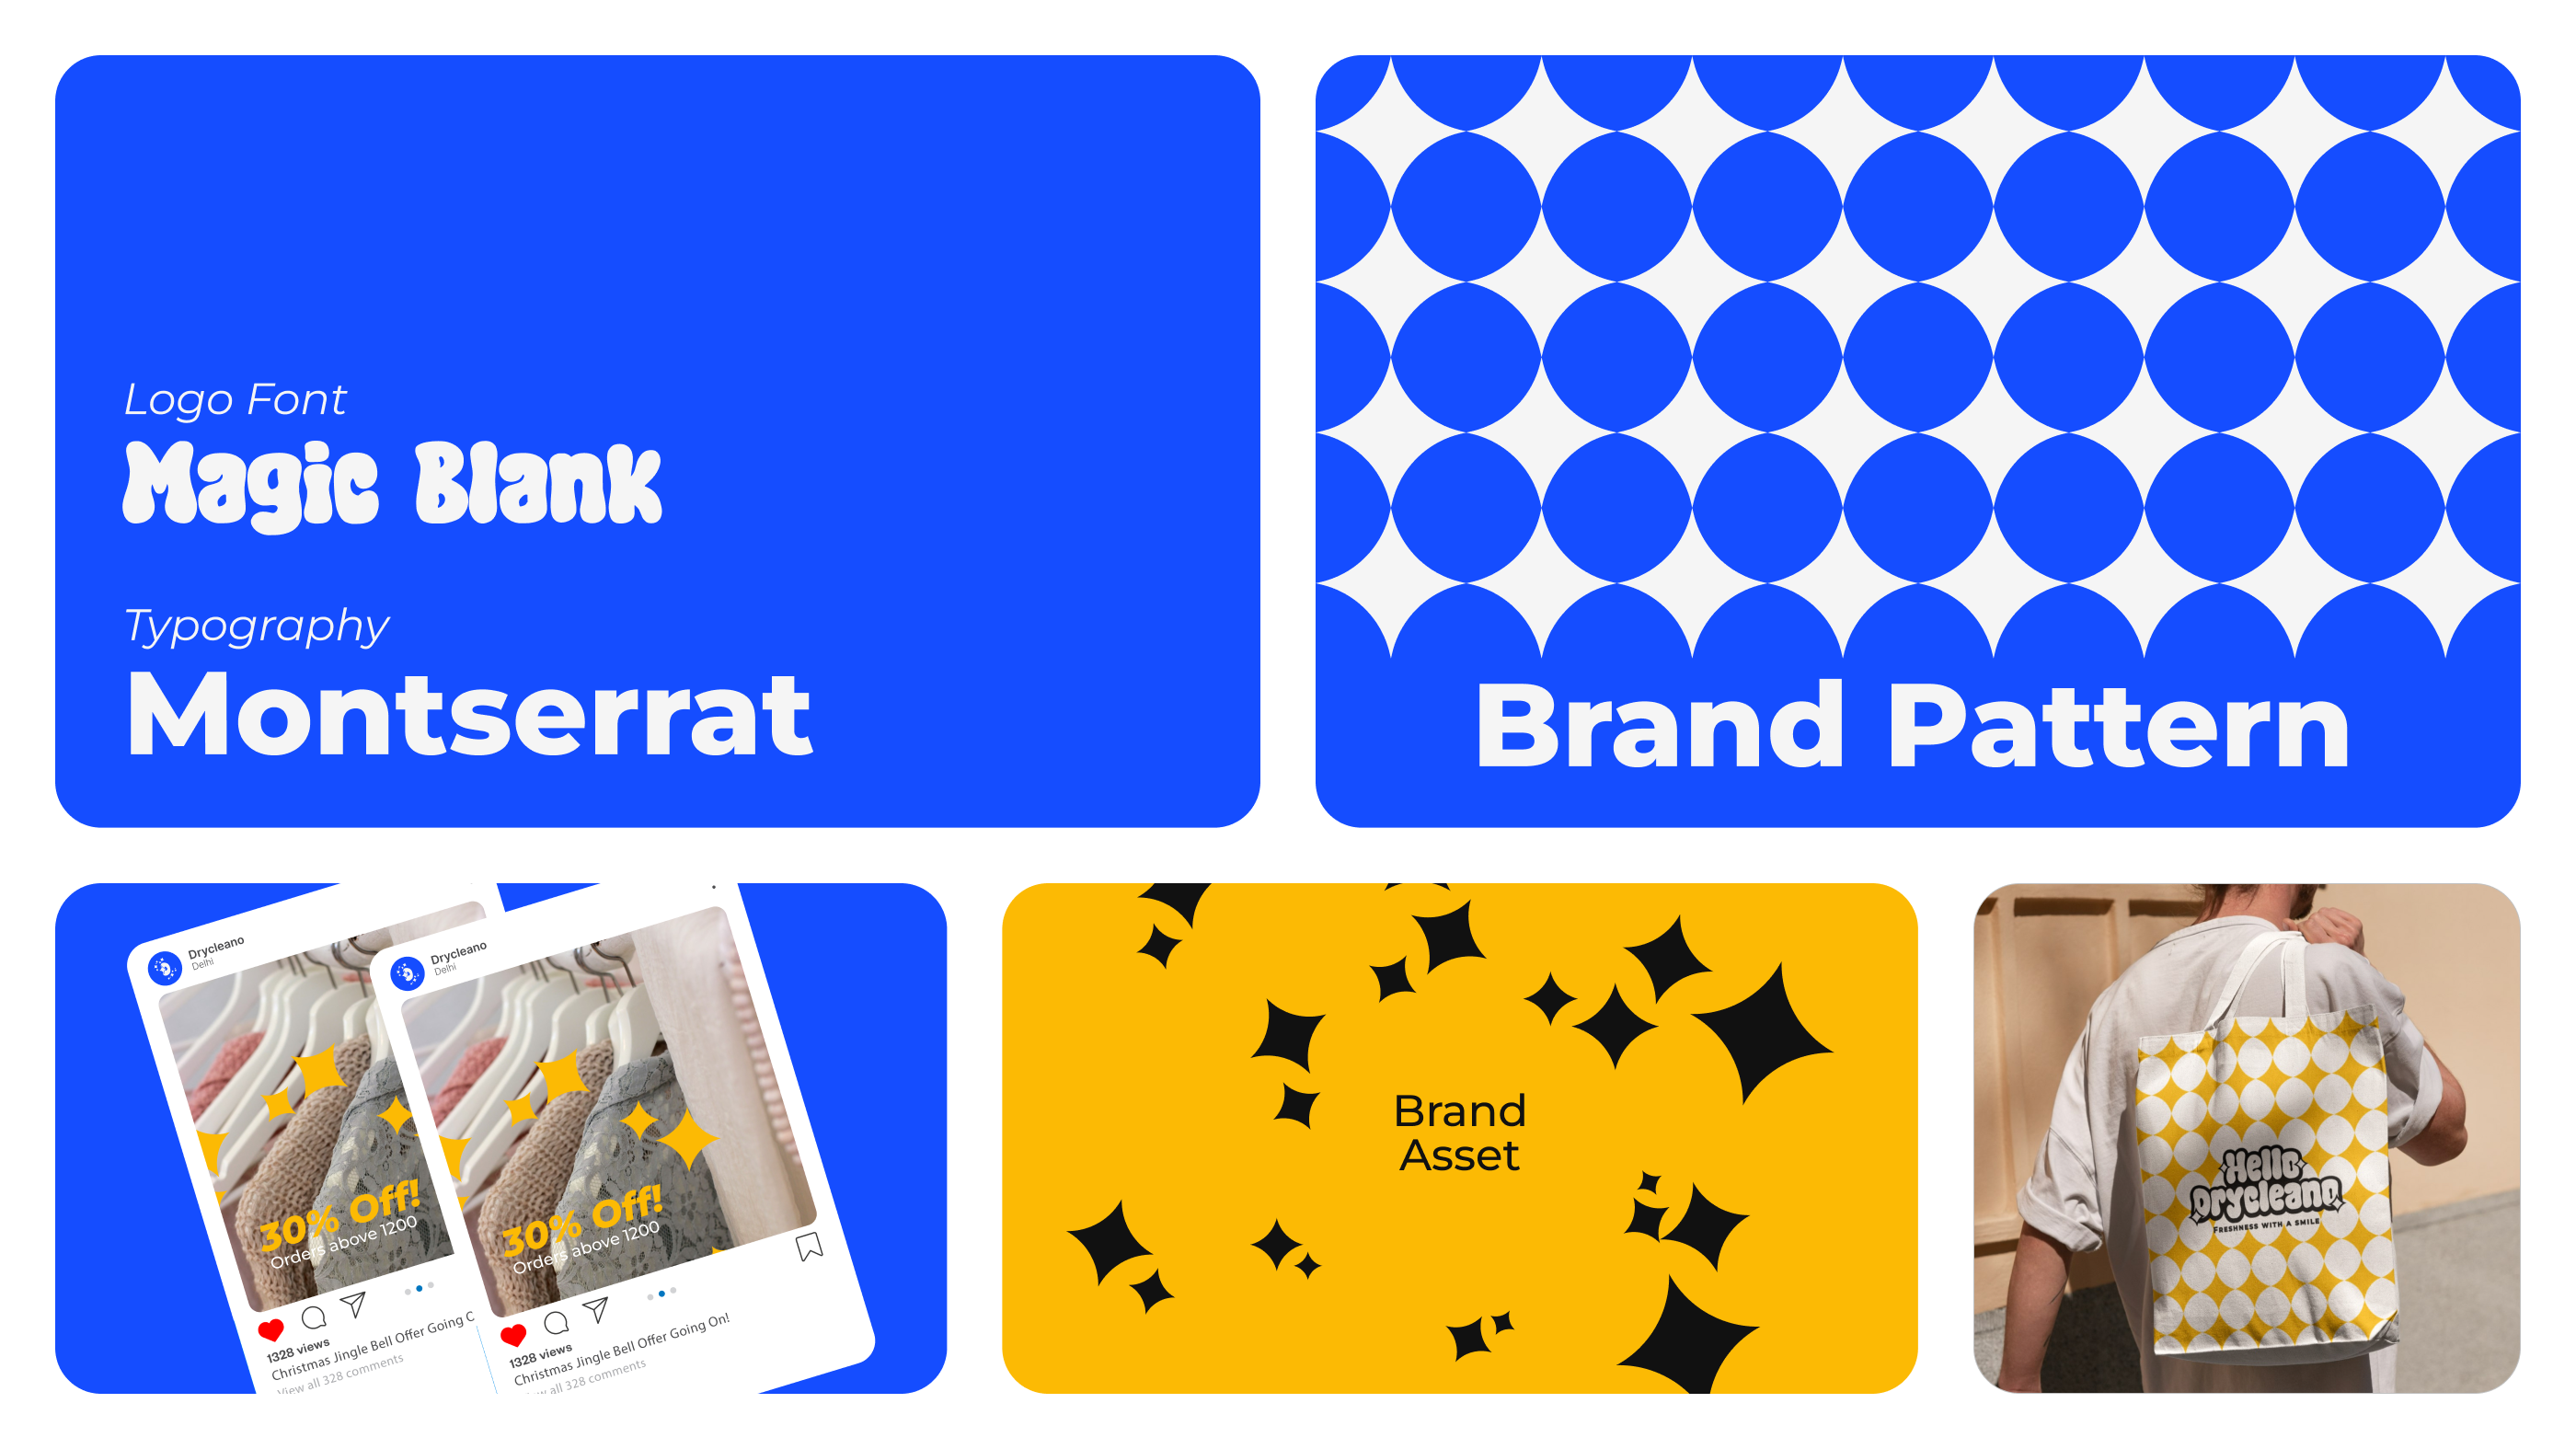 Logo Font
Magic Blank
Typography
Montserrat
Brand Pattern
Drycleano
Delhi
30% Off!
Orders above 1200
1328 views
Christmas Jingle Bell Offer Going O
View all 328 comments
Drycleano
Delhi
30% Off!
Orders above 1200
1328 views
Christmas Jingle Bell Offer Going On!
all 328 comments
Brand
Asset
Hello
Drycleano
FRESHNESS WITH A SMILE